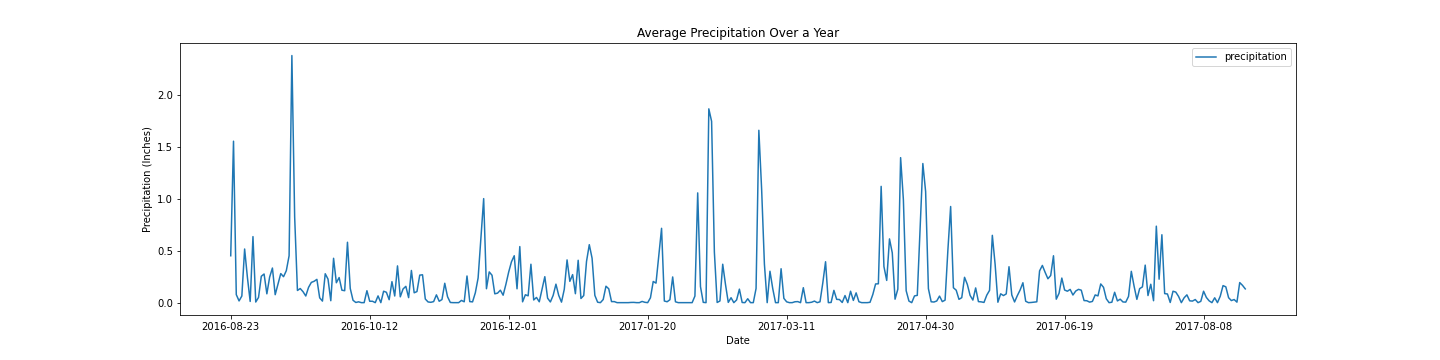 Average Precipitation Over a Year
precipitation
Precipitation (Inches)
2.0
1.5
1.0
0.5
0.0
2016-08-23 2016-10-12 2016-12-01 2017-01-20 2017-03-11 2017-04-30 2017-06-19 2017-08-08
Date